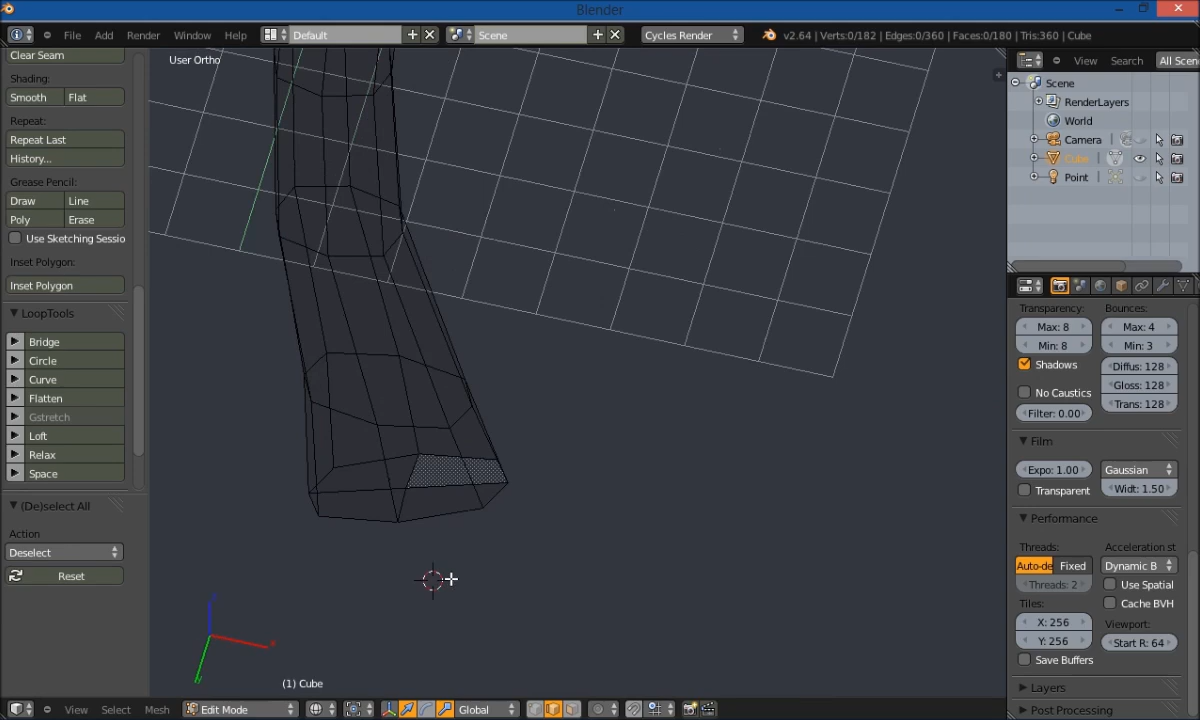 Blender
File Add Render Window Help Default Scene Cycles Render v2.64 | Verts:0/182 | Edges:0/360 | Faces:0/180 | Tris:360 | Cube
Clear Seam
Shading:
Smooth Flat
Repeat:
Repeat Last
History...
Grease Pencil:
Draw Line
Poly Erase
Use Sketching Sessio
Inset Polygon:
Inset Polygon
LoopTools
Bridge
Circle
Curve
Flatten
Gstretch
Loft
Relax
Space
(De)select All
Action
Deselect
Reset
User Ortho
(1) Cube
View Select Mesh Edit Mode Global
View Search All Scen
Scene
RenderLayers
World
Camera
Cube
Point
Transparency: Bounces:
Max: 8 Max: 4
Min: 8 Min: 3
Shadows Diffus: 128
Gloss: 128
No Caustics Trans: 128
Filter: 0.00
Film
Expo: 1.00 Gaussian
Transparent Widt: 1.50
Performance
Threads: Acceleration st
Auto-de Fixed Dynamic B
Threads: 2 Use Spatial
Tiles: Cache BVH
X: 256 Viewport:
Y: 256 Start R: 64
Save Buffers
Layers
Post Processing